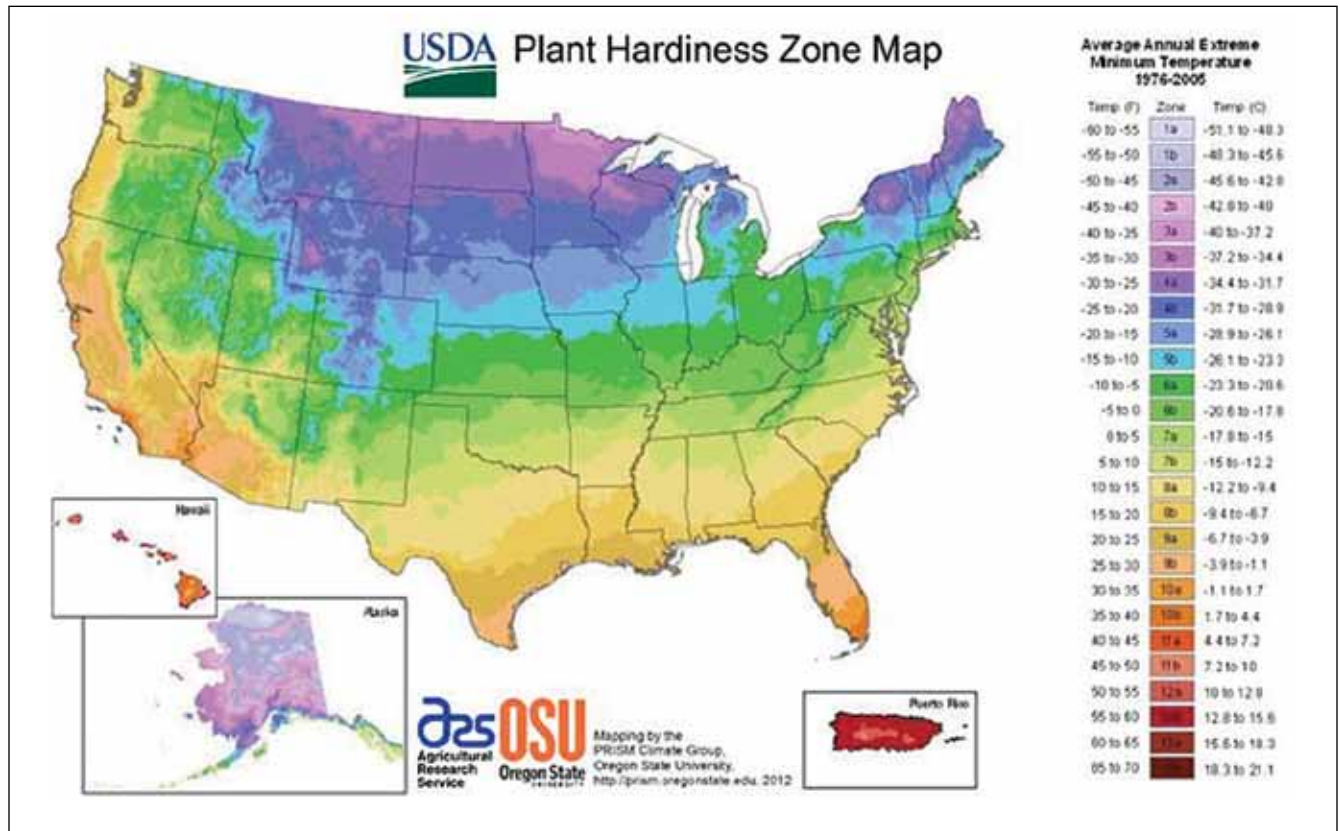 USDA Plant Hardiness Zone Map
Average Annual Extreme
Minimum Temperature
1976-2005
Temp (F) Zone Temp (C)
-60 to -55 1a -51.1 to -48.3
-55 to -50 1b -48.3 to -45.6
-50 to -45 2a -45.6 to -42.8
-45 to -40 2b -42.8 to -40
-40 to -35 3a -40 to -37.2
-35 to -30 3b -37.2 to -34.4
-30 to -25 4a -34.4 to -31.7
-25 to -20 4b -31.7 to -28.9
-20 to -15 5a -28.9 to -26.1
-15 to -10 5b -26.1 to -23.3
-10 to -5 6a -23.3 to -20.6
-5 to 0 6b -20.6 to -17.8
0 to 5 7a -17.8 to -15
5 to 10 7b -15 to -12.2
10 to 15 8a -12.2 to -9.4
15 to 20 8b -9.4 to -6.7
20 to 25 9a -6.7 to -3.9
25 to 30 9b -3.9 to -1.1
30 to 35 10a -1.1 to 1.7
35 to 40 10b 1.7 to 4.4
40 to 45 11a 4.4 to 7.2
45 to 50 11b 7.2 to 10
50 to 55 12a 10 to 12.8
55 to 60 12.8 to 15.6
60 to 65 13a 15.6 to 18.3
65 to 70 18.3 to 21.1
Hawaii
Alaska
Puerto Rico
ars
Agricultural
Research
Service
OSU
Oregon State
UNIVERSITY
Mapping by the
PRISM Climate Group,
Oregon State University,
http://prism.oregonstate.edu, 2012